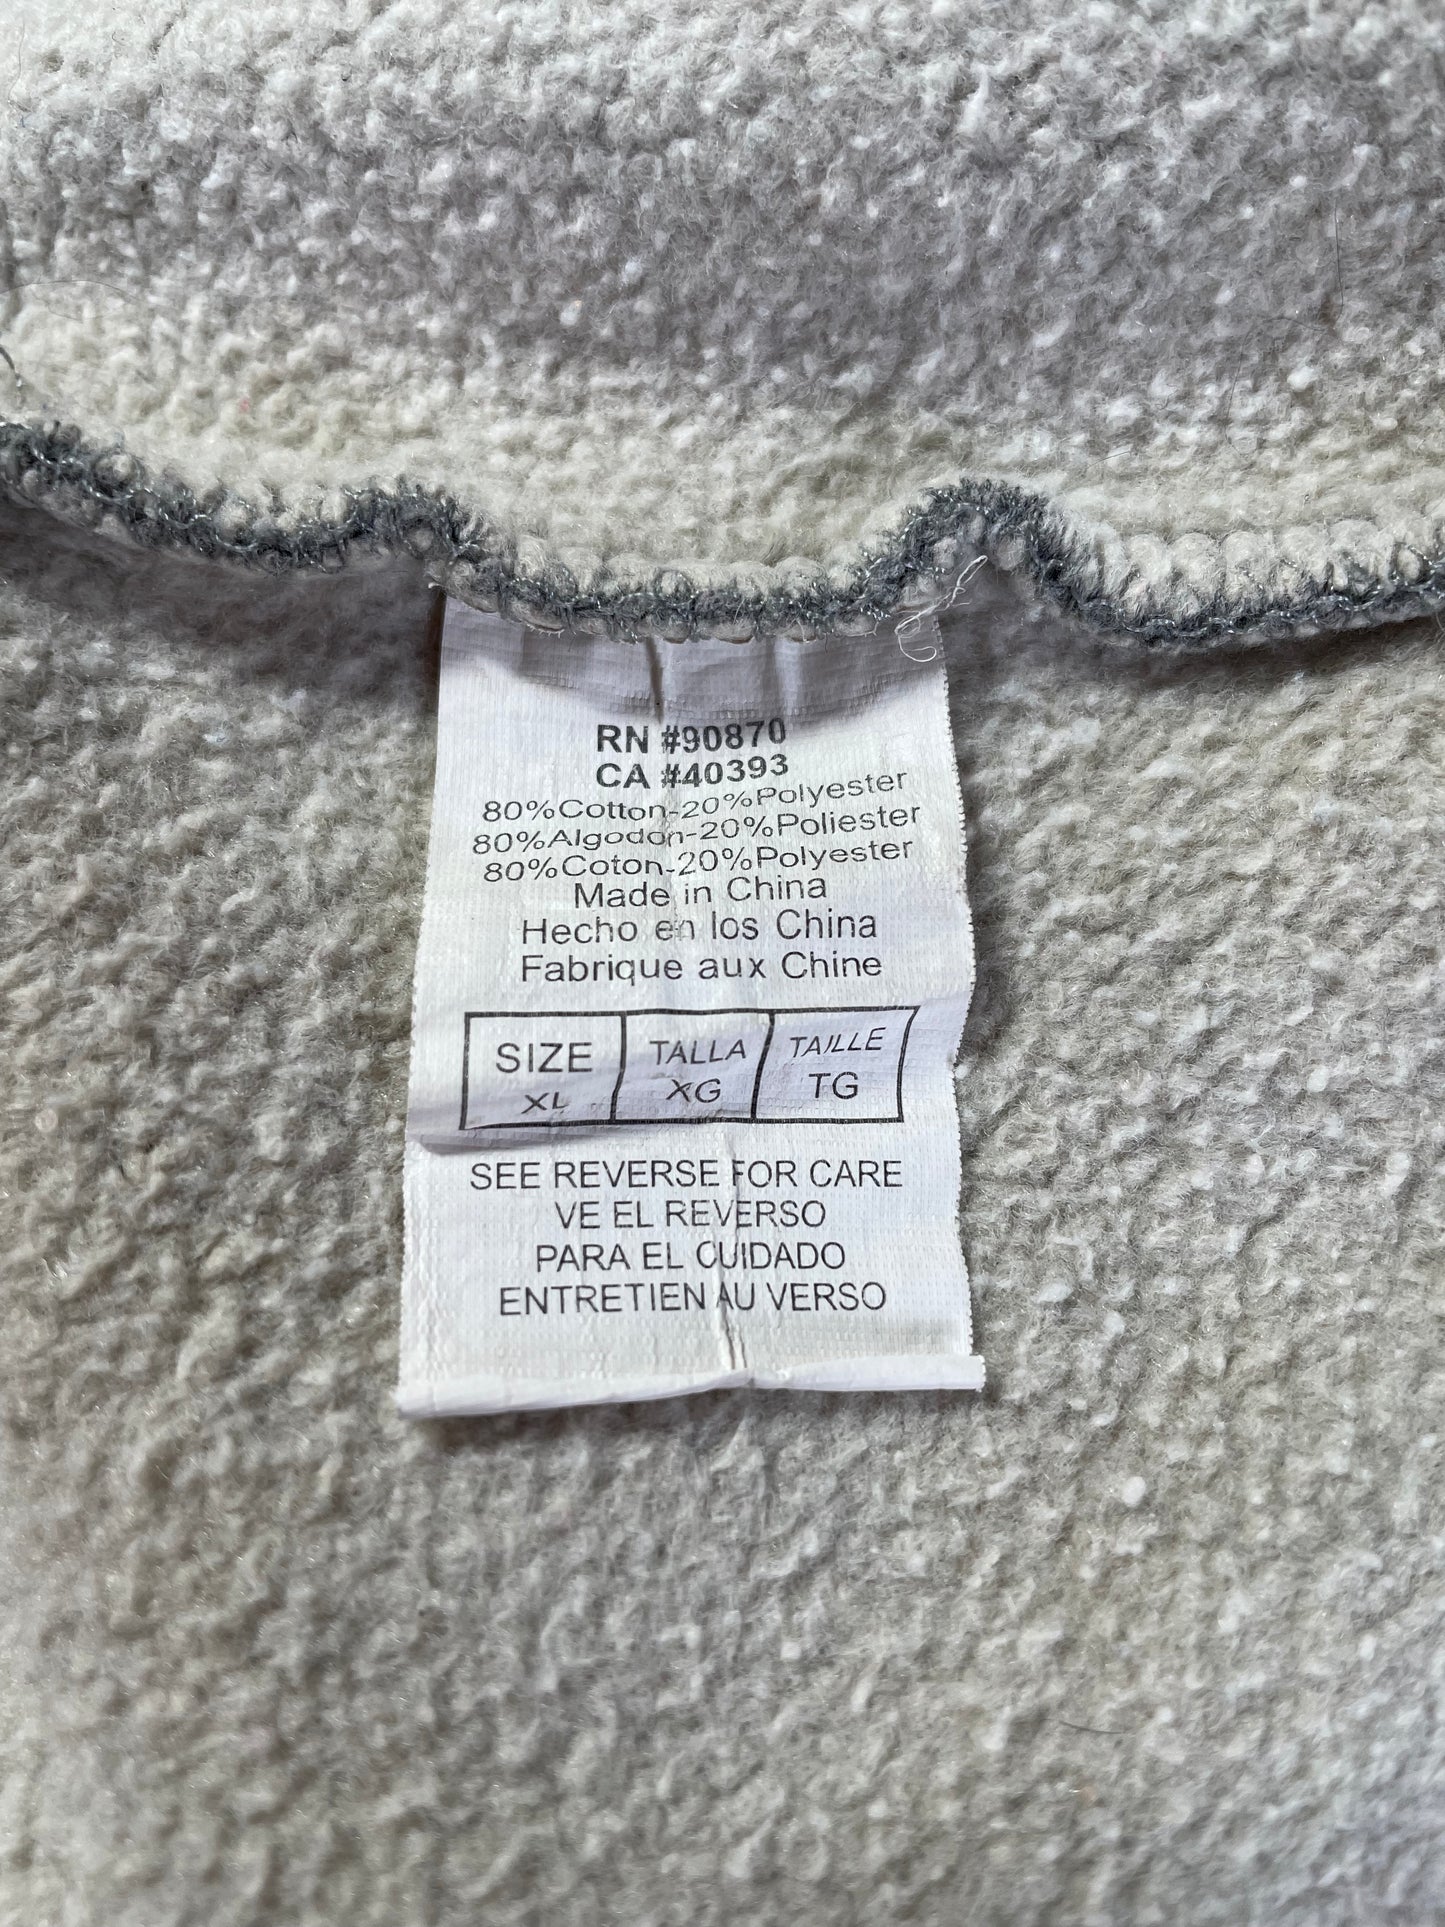 RN #90870
CA #40393
80%Cotton-20%Polyester
80%Algodon-20%Poliester
80%Coton-20%Polyester
Made in China
Hecho en los China
Fabrique aux Chine
SIZE TALLA TAILLE
XL XG TG
SEE REVERSE FOR CARE
VE EL REVERSO
PARA EL CUIDADO
ENTRETIEN AU VERSO